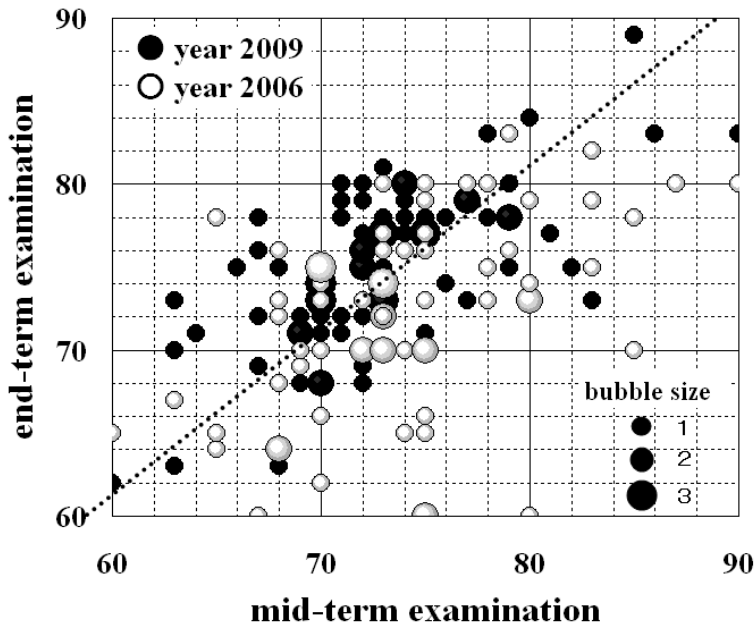 90
year 2009
year 2006
80
end-term examination
70
bubble size
1
2
3
60
60 70 80 90
mid-term examination